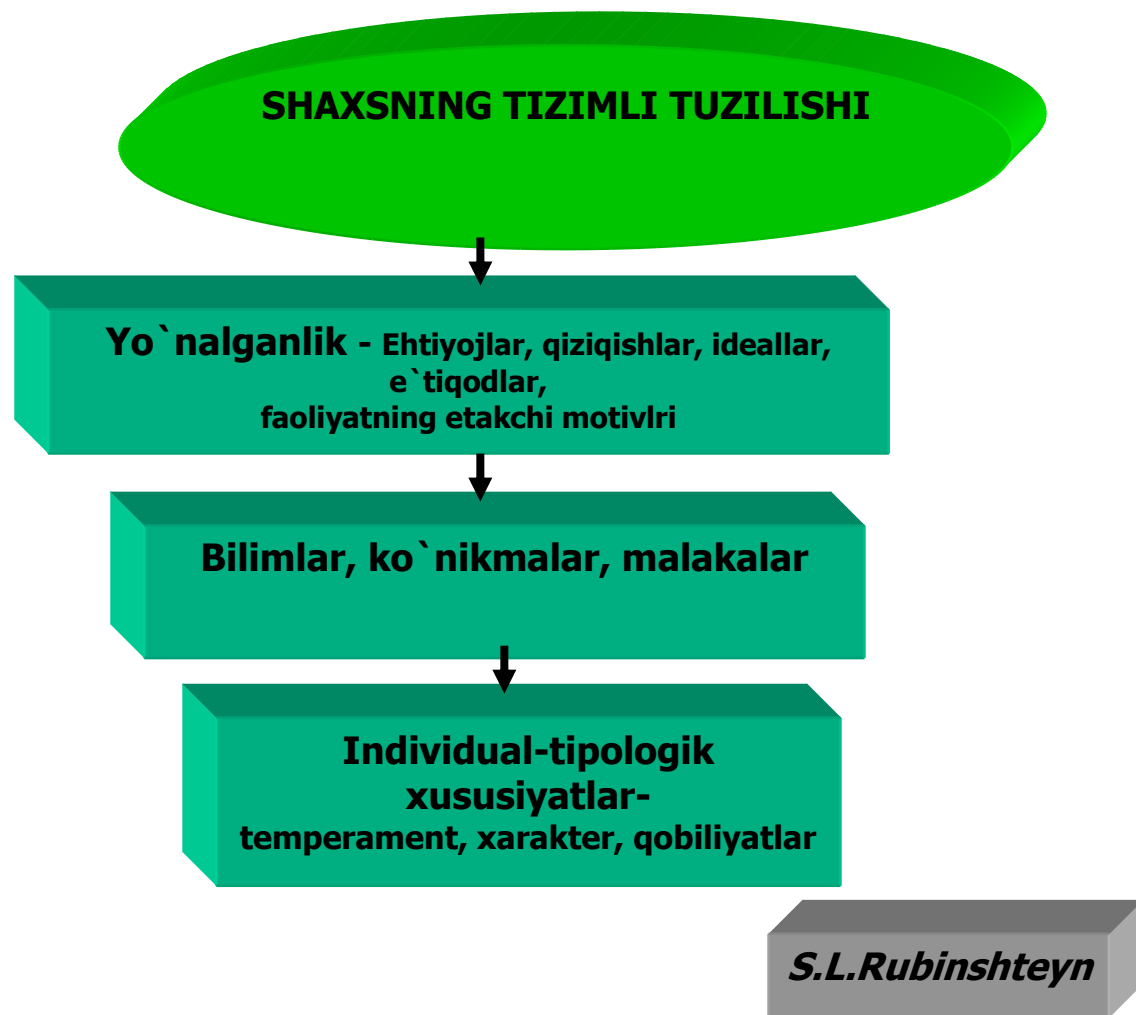 SHAXSNING TIZIMLI TUZILISHI
Yo`nalganlik - Ehtiyojlar, qiziqishlar, ideallar,
e`tiqodlar,
faoliyatning etakchi motivlri
Bilimlar, ko`nikmalar, malakalar
Individual-tipologik
xususiyatlar-
temperament, xarakter, qobiliyatlar
S.L.Rubinshteyn